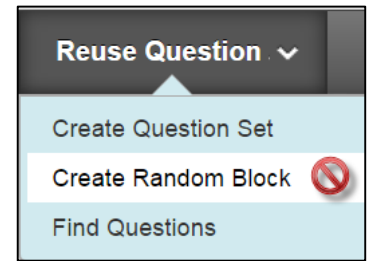 Reuse Question
Create Question Set
Create Random Block
Find Questions